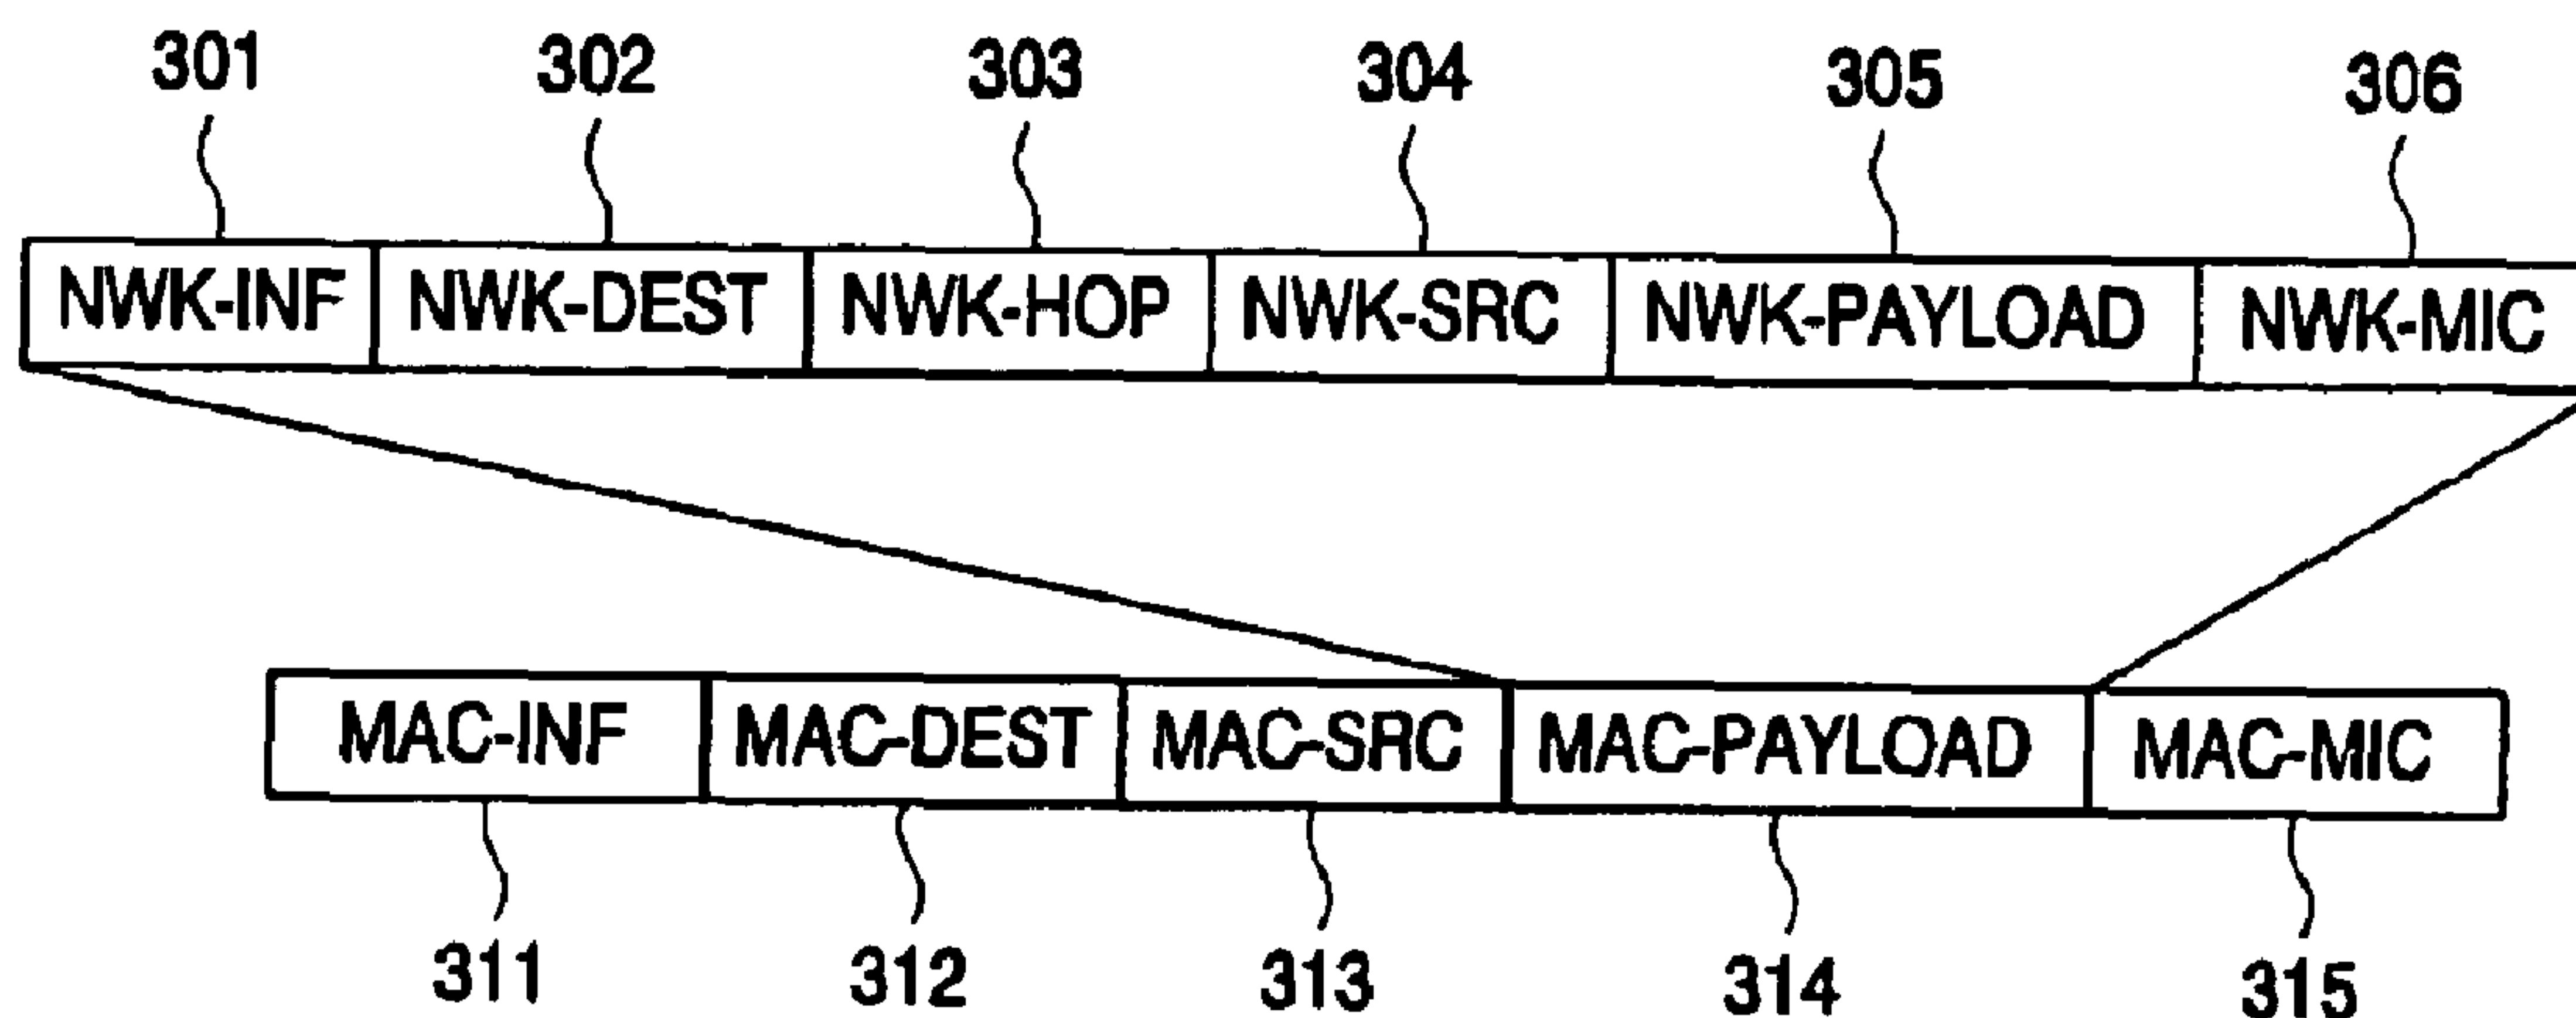 301 302 303 304 305 306
NWK-INF NWK-DEST NWK-HOP NWK-SRC NWK-PAYLOAD NWK-MIC
MAC-INF MAC-DEST MAC-SRC MAC-PAYLOAD MAC-MIC
311 312 313 314 315